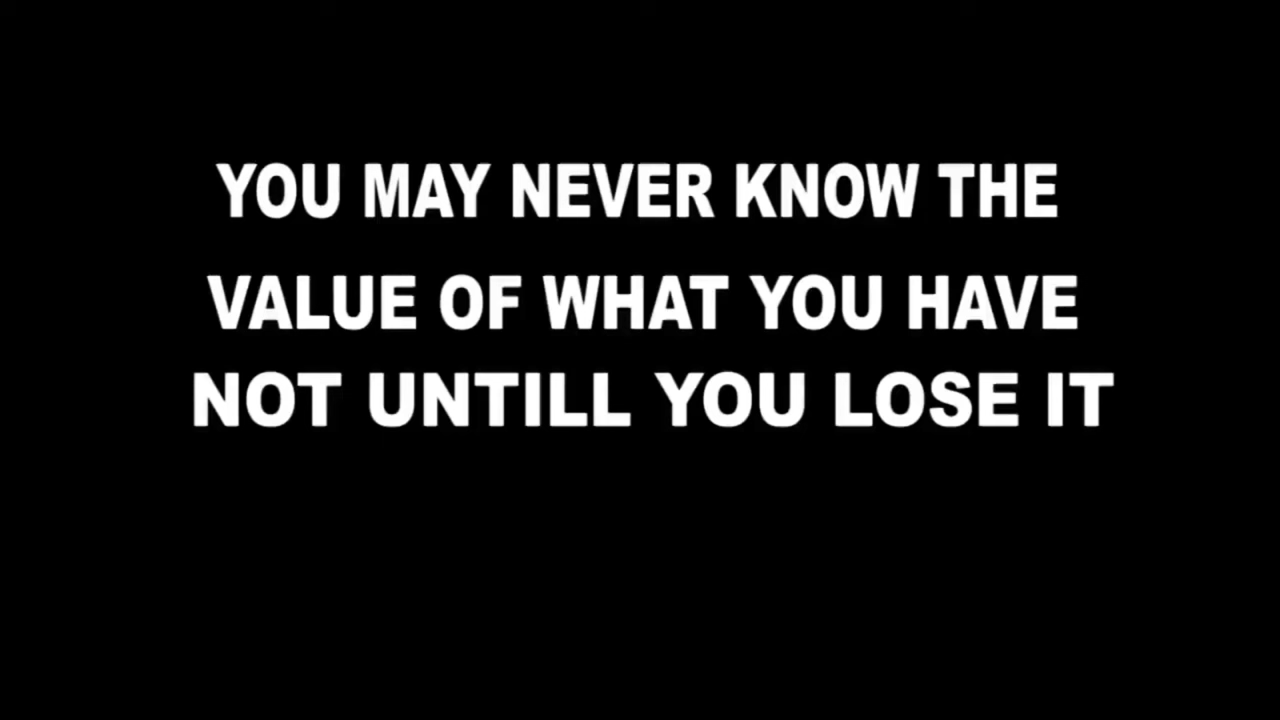 YOU MAY NEVER KNOW THE
VALUE OF WHAT YOU HAVE
NOT UNTILL YOU LOSE IT